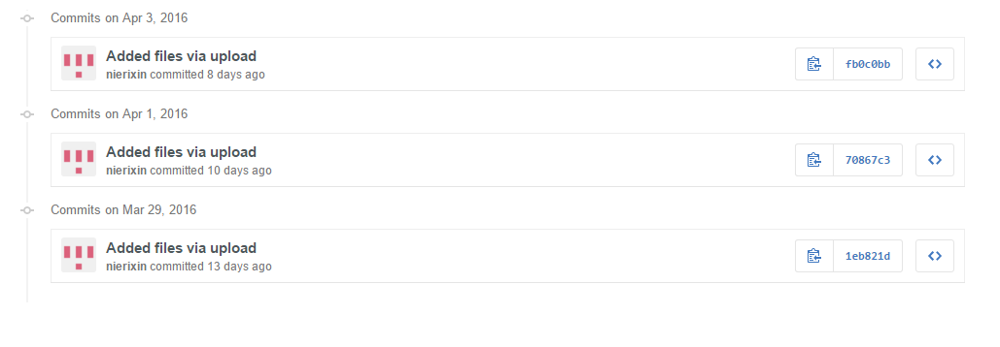 Commits on Apr 3, 2016
Added files via upload
nierixin committed 8 days ago
fb0c0bb
Commits on Apr 1, 2016
Added files via upload
nierixin committed 10 days ago
70867c3
Commits on Mar 29, 2016
Added files via upload
nierixin committed 13 days ago
1eb821d